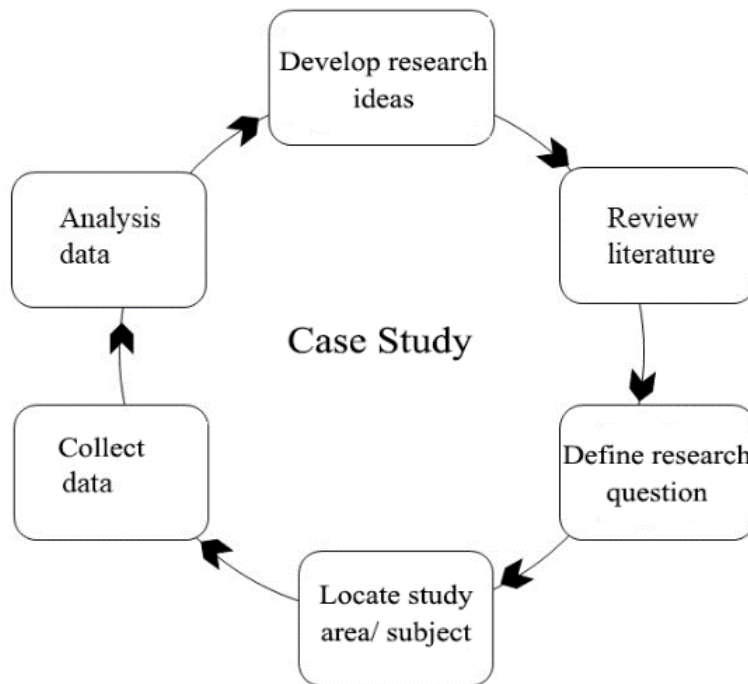 Develop research
ideas
Review
literature
Define research
question
Locate study
area/ subject
Collect
data
Analysis
data
Case Study